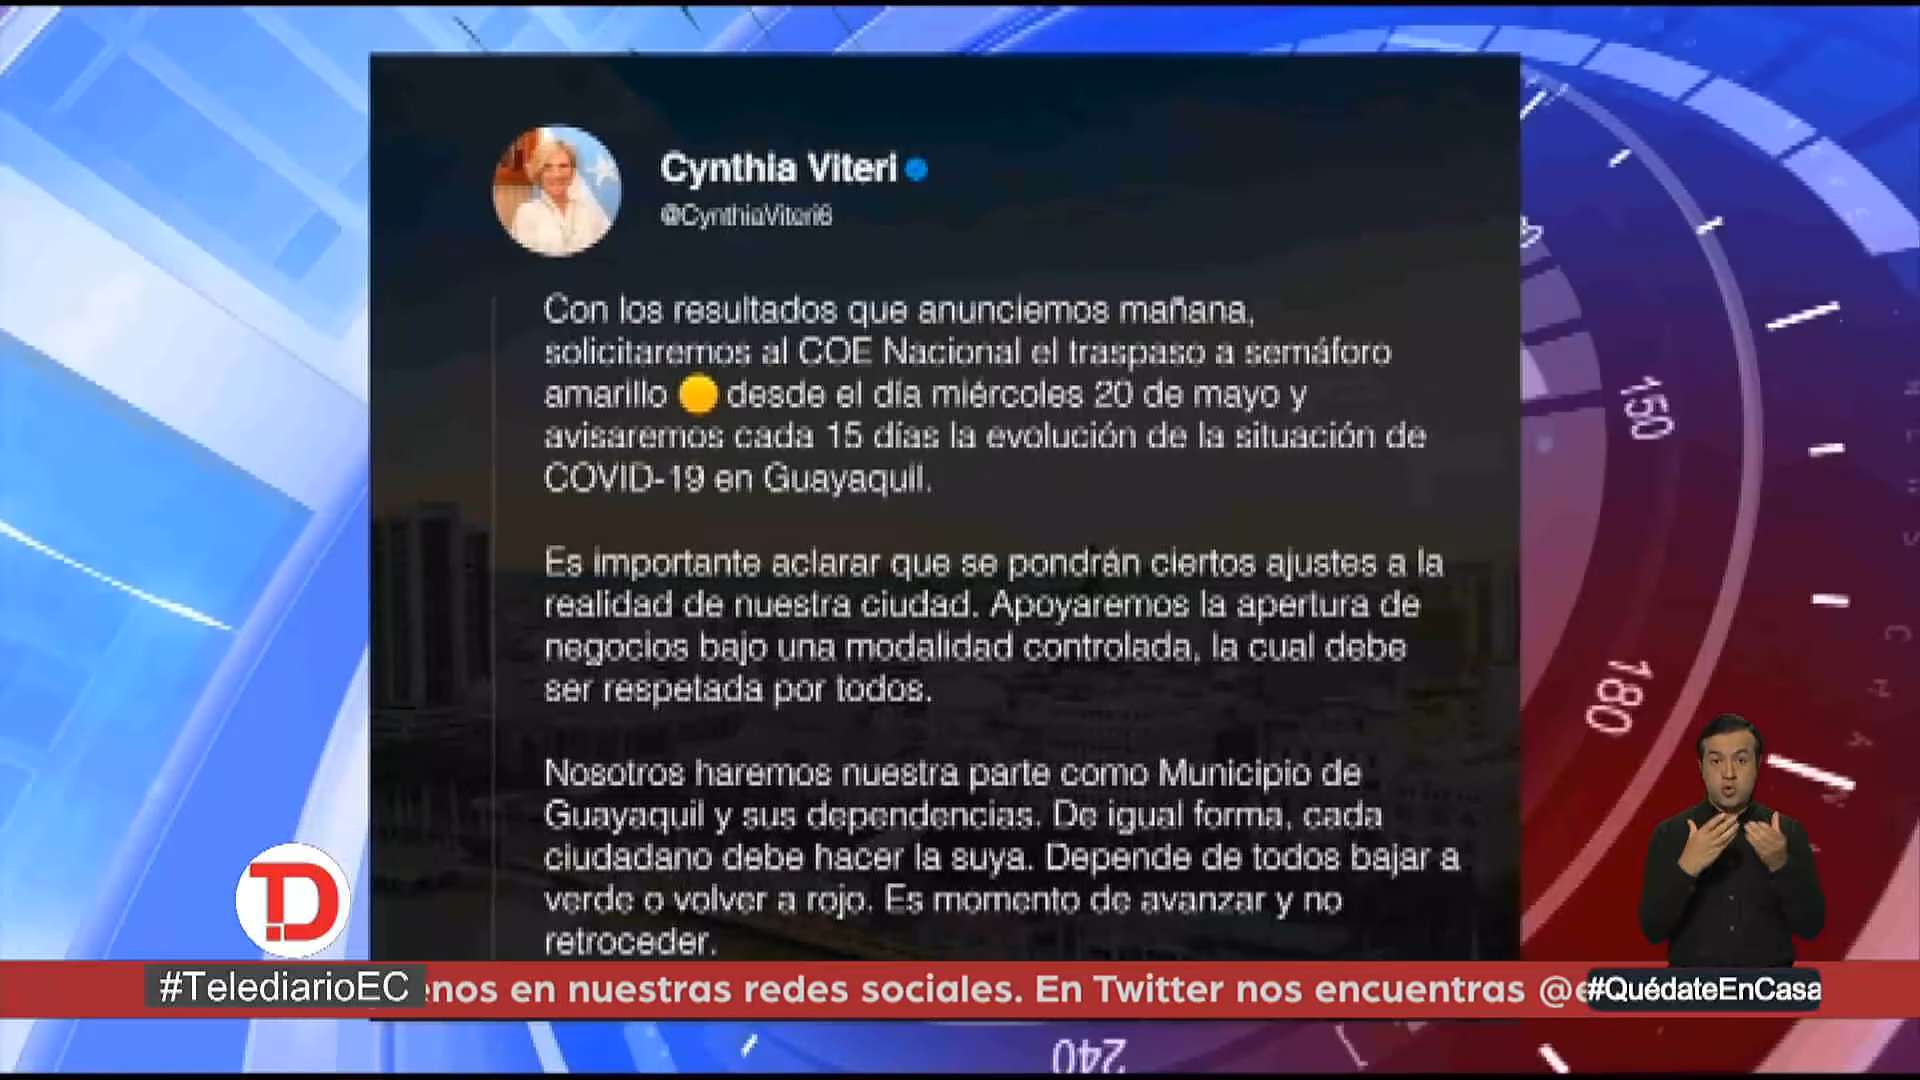 Cynthia Viteri
@CynthiaViteri6
Con los resultados que anunciemos mañana,
solicitaremos al COE Nacional el traspaso a semáforo
amarillo 🟡 desde el día miércoles 20 de mayo y
avisaremos cada 15 días la evolución de la situación de
COVID-19 en Guayaquil.
Es importante aclarar que se pondrán ciertos ajustes a la
realidad de nuestra ciudad. Apoyaremos la apertura de
negocios bajo una modalidad controlada, la cual debe
ser respetada por todos.
Nosotros haremos nuestra parte como Municipio de
Guayaquil y sus dependencias. De igual forma, cada
ciudadano debe hacer la suya. Depende de todos bajar a
verde o volver a rojo. Es momento de avanzar y no
retroceder.
150
180
240
TD
#TelediarioEC
enos en nuestras redes sociales. En Twitter nos encuentras @e
#QuédateEnCasa